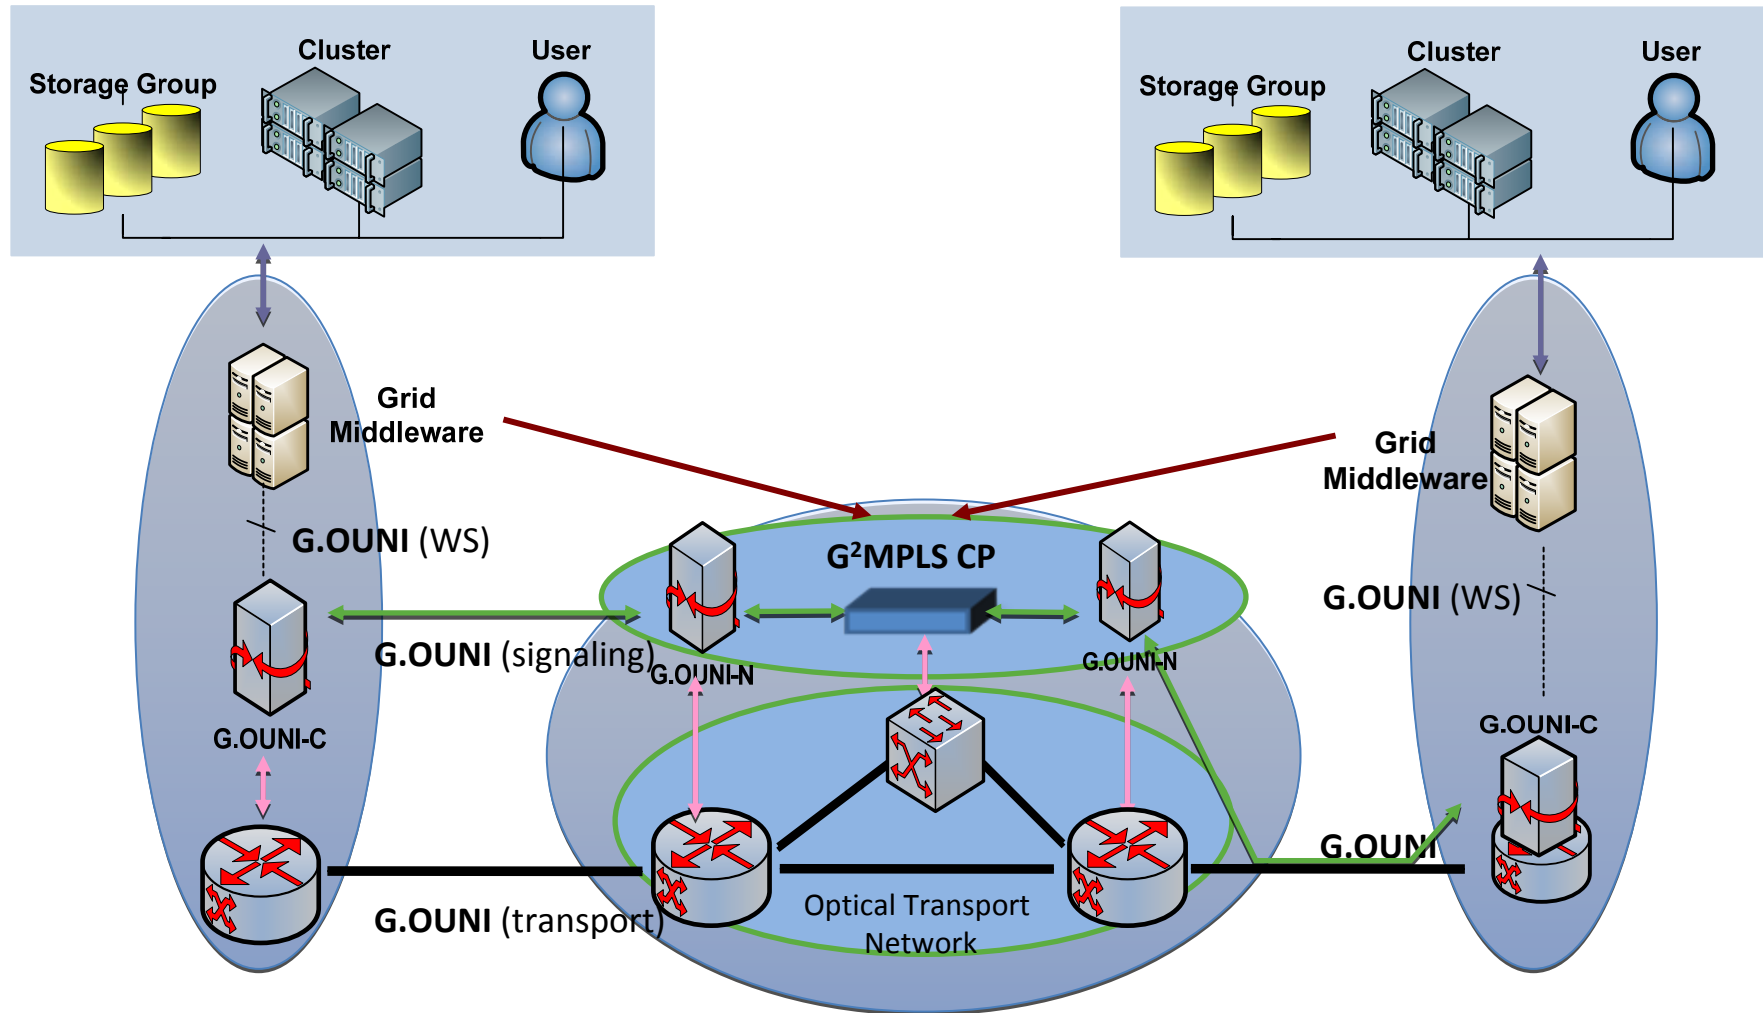 Cluster
User
Storage Group
Cluster
User
Storage Group
Grid
Middleware
Grid
Middleware
G.OUNI (WS)
G²MPLS CP
G.OUNI (WS)
G.OUNI (signaling)
G.OUNI-N
G.OUNI-N
G.OUNI-C
G.OUNI-C
G.OUNI
Optical Transport
Network
G.OUNI (transport)